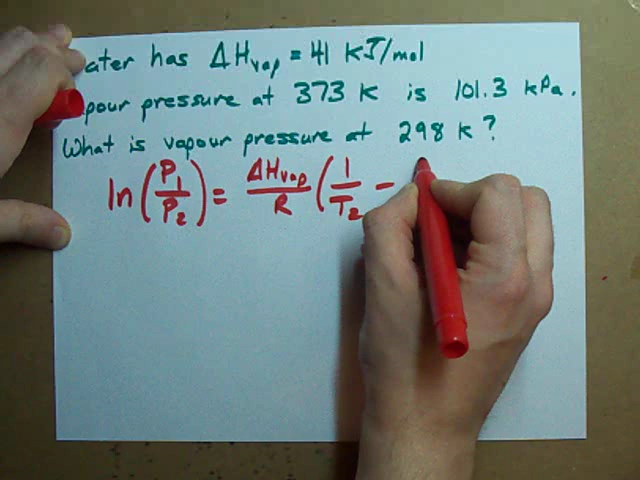 ater has ΔHvap = 41 kJ/mol
apour pressure at 373 K is 101.3 kPa.
What is vapour pressure at 298 K?
ln(P1/P2) = ΔHvap/R (1/T2 -